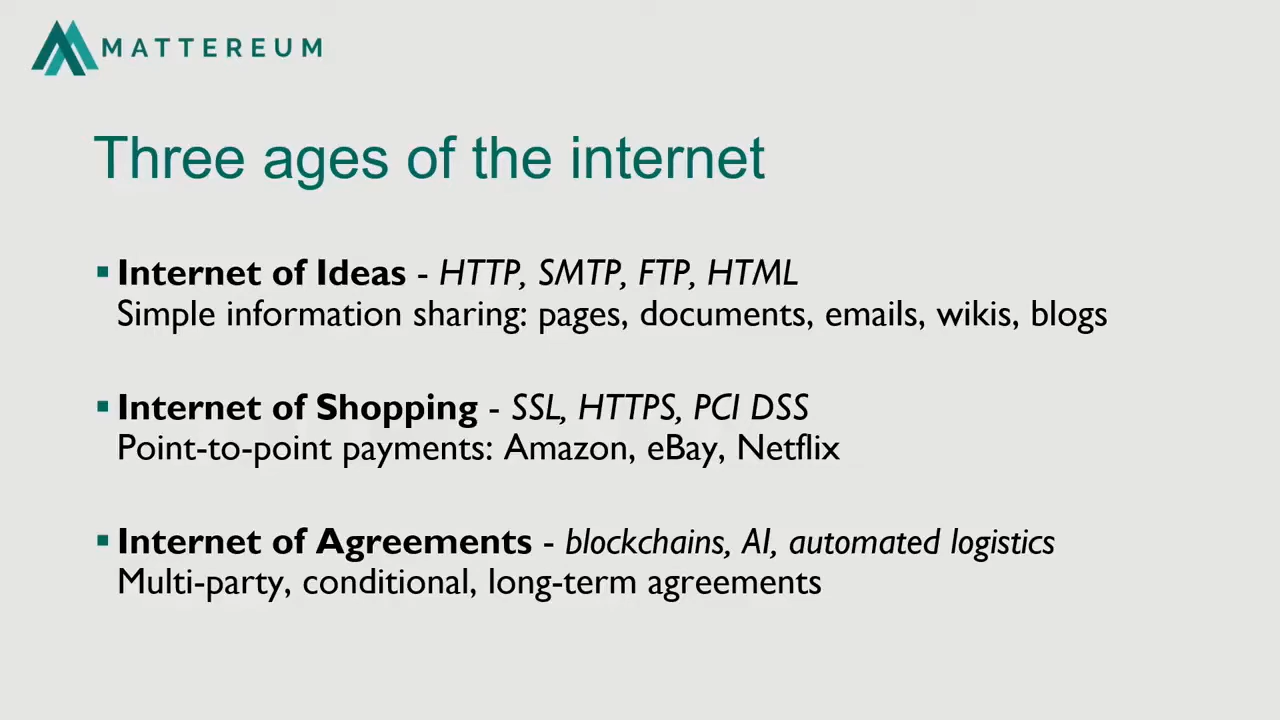 MATTEREUM
Three ages of the internet
▪ Internet of Ideas - HTTP, SMTP, FTP, HTML
Simple information sharing: pages, documents, emails, wikis, blogs
▪ Internet of Shopping - SSL, HTTPS, PCI DSS
Point-to-point payments: Amazon, eBay, Netflix
▪ Internet of Agreements - blockchains, AI, automated logistics
Multi-party, conditional, long-term agreements